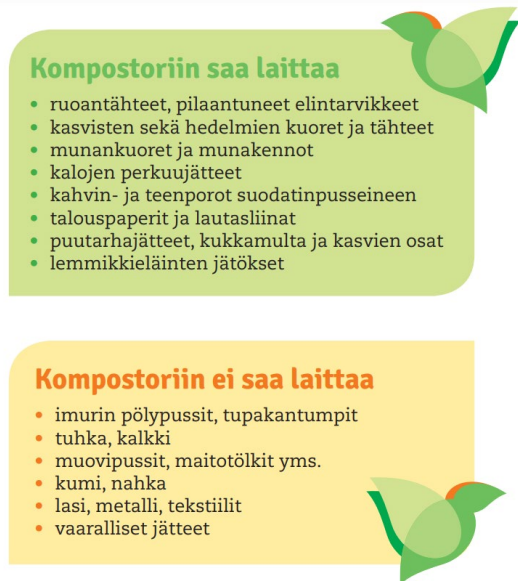 Kompostoriin saa laittaa
• ruoantähteet, pilaantuneet elintarvikkeet
• kasvisten sekä hedelmien kuoret ja tähteet
• munankuoret ja munakennot
• kalojen perkuujätteet
• kahvin- ja teenporot suodatinpusseineen
• talouspaperit ja lautasliinat
• puutarhajätteet, kukkamulta ja kasvien osat
• lemmikkieläinten jätökset
Kompostoriin ei saa laittaa
• imurin pölypussit, tupakantumpit
• tuhka, kalkki
• muovipussit, maitotölkit yms.
• kumi, nahka
• lasi, metalli, tekstiilit
• vaaralliset jätteet